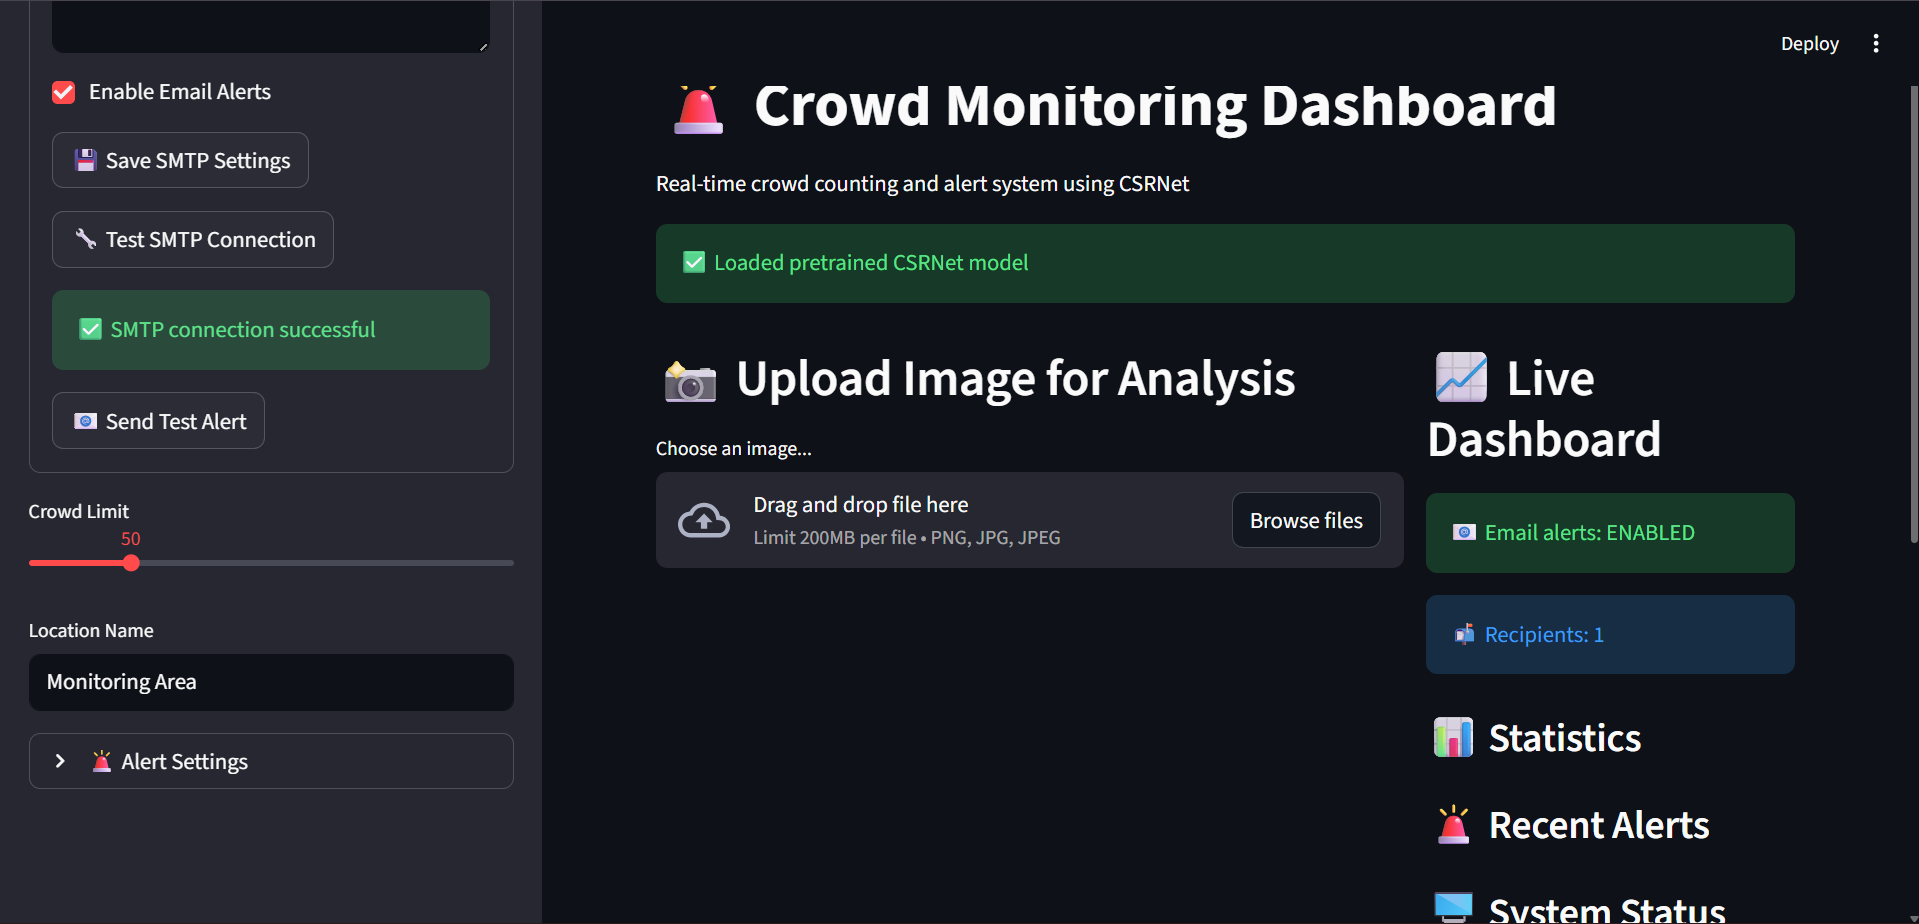 Enable Email Alerts
Save SMTP Settings
Test SMTP Connection
SMTP connection successful
Send Test Alert
Crowd Limit
50
Location Name
Monitoring Area
Alert Settings
Deploy
Crowd Monitoring Dashboard
Real-time crowd counting and alert system using CSRNet
Loaded pretrained CSRNet model
Upload Image for Analysis
Choose an image...
Drag and drop file here
Limit 200MB per file • PNG, JPG, JPEG
Browse files
Live
Dashboard
Email alerts: ENABLED
Recipients: 1
Statistics
Recent Alerts
System Status